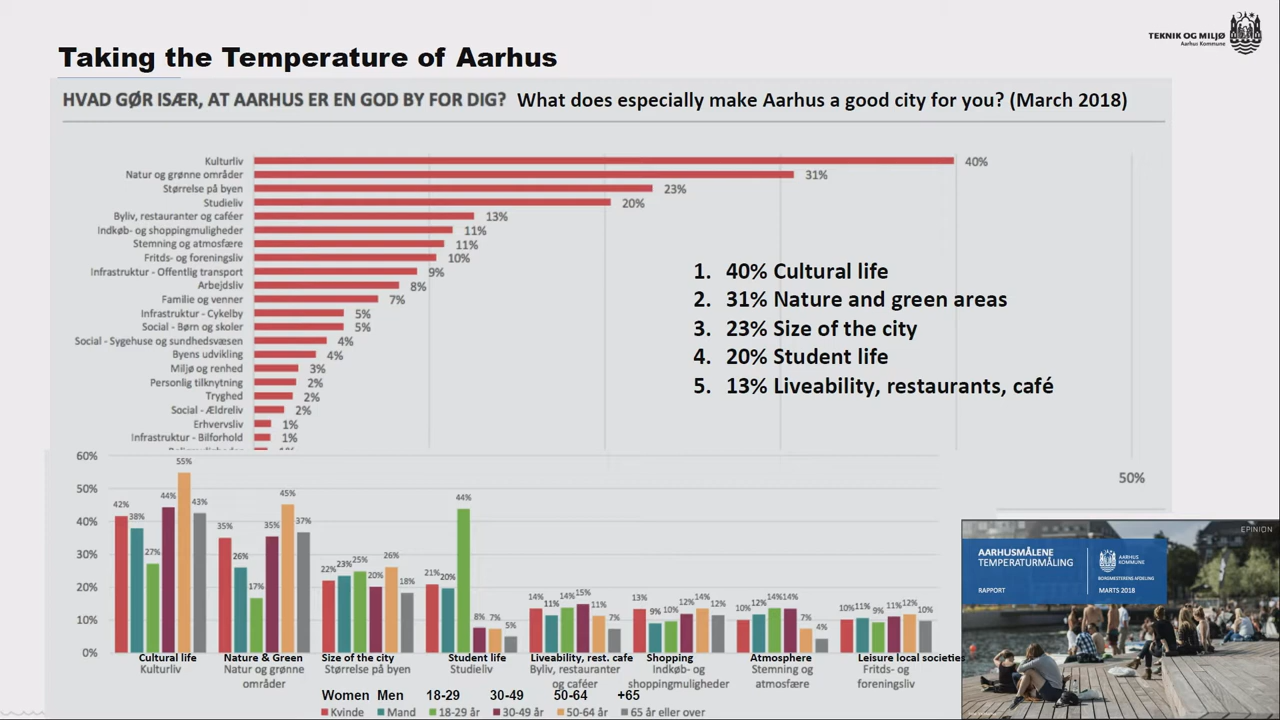 TEKNIK OG MILJØ
Aarhus Kommune
Taking the Temperature of Aarhus
HVAD GØR ISÆR, AT AARHUS ER EN GOD BY FOR DIG? What does especially make Aarhus a good city for you? (March 2018)
Kulturliv 40%
Natur og grønne områder 31%
Størrelse på byen 23%
Studieliv 20%
Byliv, restauranter og caféer 13%
Indkøb- og shoppingmuligheder 11%
Stemning og atmosfære 11%
Fritds- og foreningsliv 10%
Infrastruktur - Offentlig transport 9%
Arbejdsliv 8%
Familie og venner 7%
Infrastruktur - Cykelby 5%
Social - Børn og skoler 5%
Social - Sygehuse og sundhedsvæsen 4%
Byens udvikling 4%
Miljø og renhed 3%
Personlig tilknytning 2%
Tryghed 2%
Social - Ældreliv 2%
Erhvervsliv 1%
Infrastruktur - Bilforhold 1%
1. 40% Cultural life
2. 31% Nature and green areas
3. 23% Size of the city
4. 20% Student life
5. 13% Liveability, restaurants, café
50%
60%
50%
40%
30%
20%
10%
0%
42% 38% 27% 44% 55% 43%
35% 26% 17% 35% 45% 37%
22% 23% 25% 20% 26% 18%
21% 20% 44% 8% 7% 5%
14% 11% 14% 15% 11% 7%
13% 9% 10% 12% 14% 12%
10% 12% 14% 14% 7% 4%
10% 11% 9% 11% 12% 10%
Cultural life Nature & Green Size of the city Student life Liveability, rest. cafe Shopping Atmosphere Leisure local societies
Kulturliv Natur og grønne Størrelse på byen Studieliv Byliv, restauranter Indkøb- og Stemning og Fritds- og
områder og caféer shoppingmuligheder atmosfære foreningsliv
Women Men 18-29 30-49 50-64 +65
Kvinde Mand 18-29 år 30-49 år 50-64 år 65 år eller over
EPINION
AARHUSMÅLENE
TEMPERATURMÅLING
RAPPORT
AARHUS
KOMMUNE
BORGMESTERENS AFDELING
MARTS 2018